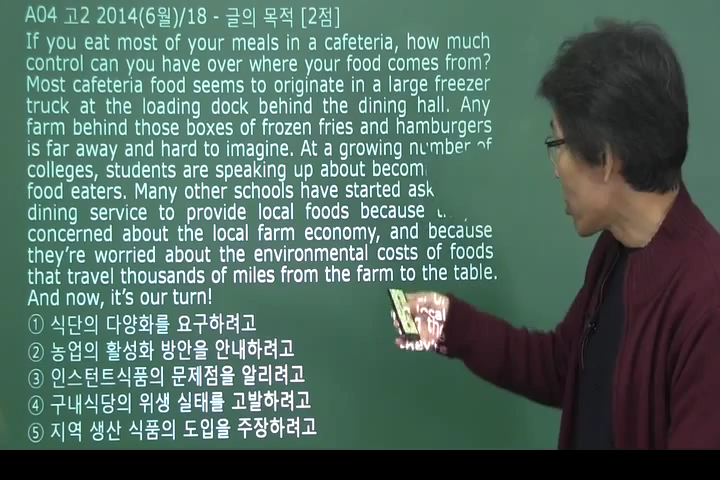 A04 고2 2014(6월)/18 - 글의 목적 [2점]
If you eat most of your meals in a cafeteria, how much
control can you have over where your food comes from?
Most cafeteria food seems to originate in a large freezer
truck at the loading dock behind the dining hall. Any
farm behind those boxes of frozen fries and hamburgers
is far away and hard to imagine. At a growing number of
colleges, students are speaking up about
food eaters. Many other schools have started
dining service to provide local foods because
concerned about the local farm economy, and because
they're worried about the environmental costs of foods
that travel thousands of miles from the farm to the table.
And now, it's our turn!
① 식단의 다양화를 요구하려고
② 농업의 활성화 방안을 안내하려고
③ 인스턴트식품의 문제점을 알리려고
④ 구내식당의 위생 실태를 고발하려고
⑤ 지역 생산 식품의 도입을 주장하려고